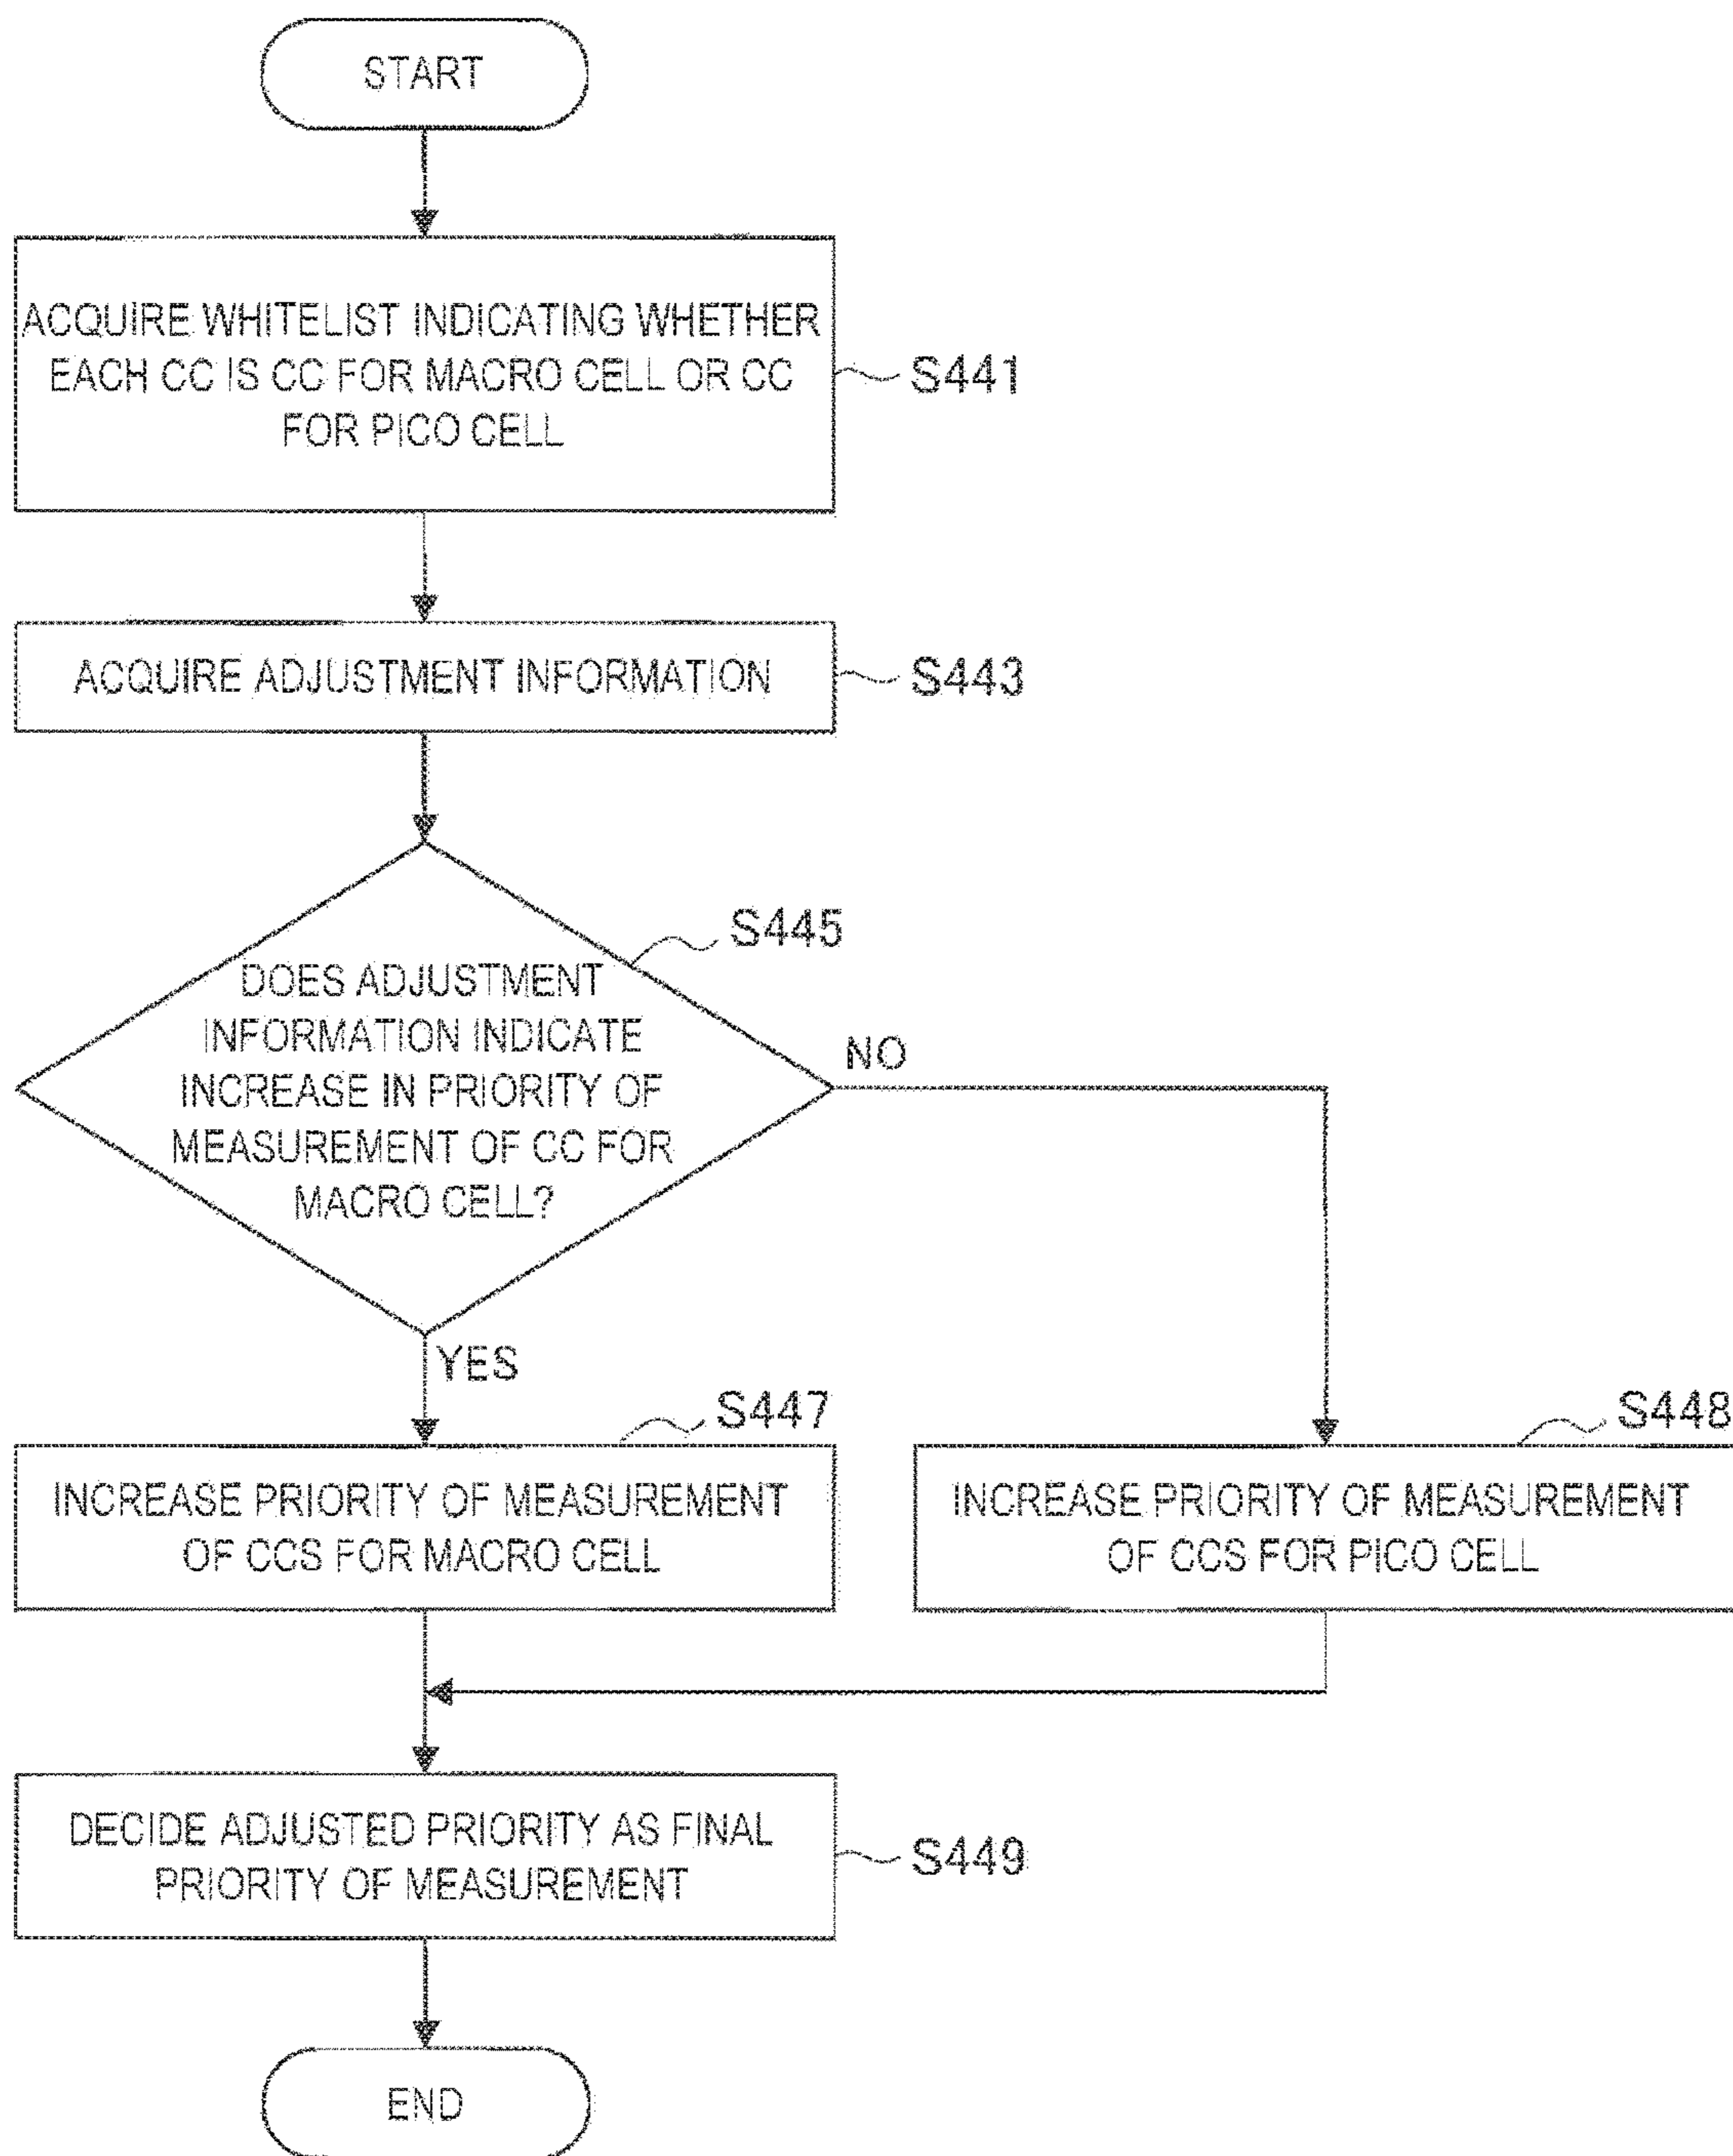 START
ACQUIRE WHITELIST INDICATING WHETHER
EACH CC IS CC FOR MACRO CELL OR CC
FOR PICO CELL
S441
ACQUIRE ADJUSTMENT INFORMATION
S443
S445
DOES ADJUSTMENT
INFORMATION INDICATE
INCREASE IN PRIORITY OF
MEASUREMENT OF CC FOR
MACRO CELL?
NO
YES
S447
INCREASE PRIORITY OF MEASUREMENT
OF CCS FOR MACRO CELL
S448
INCREASE PRIORITY OF MEASUREMENT
OF CCS FOR PICO CELL
DECIDE ADJUSTED PRIORITY AS FINAL
PRIORITY OF MEASUREMENT
S449
END